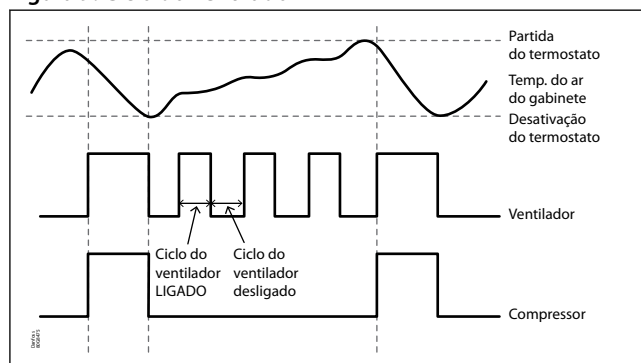 Partida
do termostato
Temp. do ar
do gabinete
Desativação
do termostato
Ventilador
Ciclo do
ventilador
LIGADO
Ciclo do
ventilador
desligado
Compressor
Danfoss